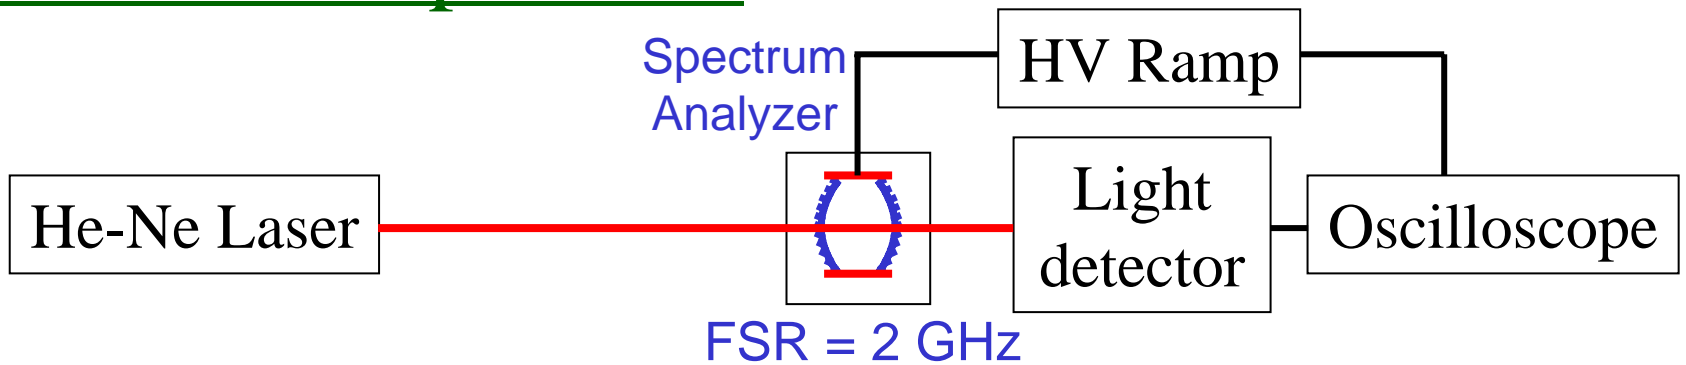 Spectrum
Analyzer
HV Ramp
He-Ne Laser
Light
detector
Oscilloscope
FSR = 2 GHz